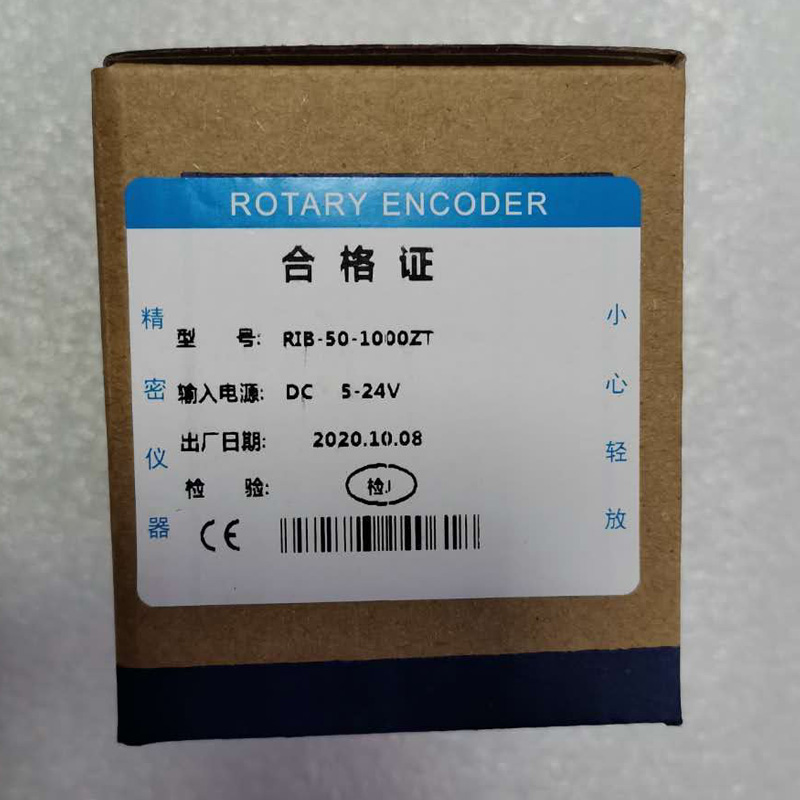 ROTARY ENCODER
合格证
精密仪器
型 号: RIB-50-1000ZT
输入电源: DC 5-24V
出厂日期: 2020.10.08
检 验: 检J
CE
小心轻放